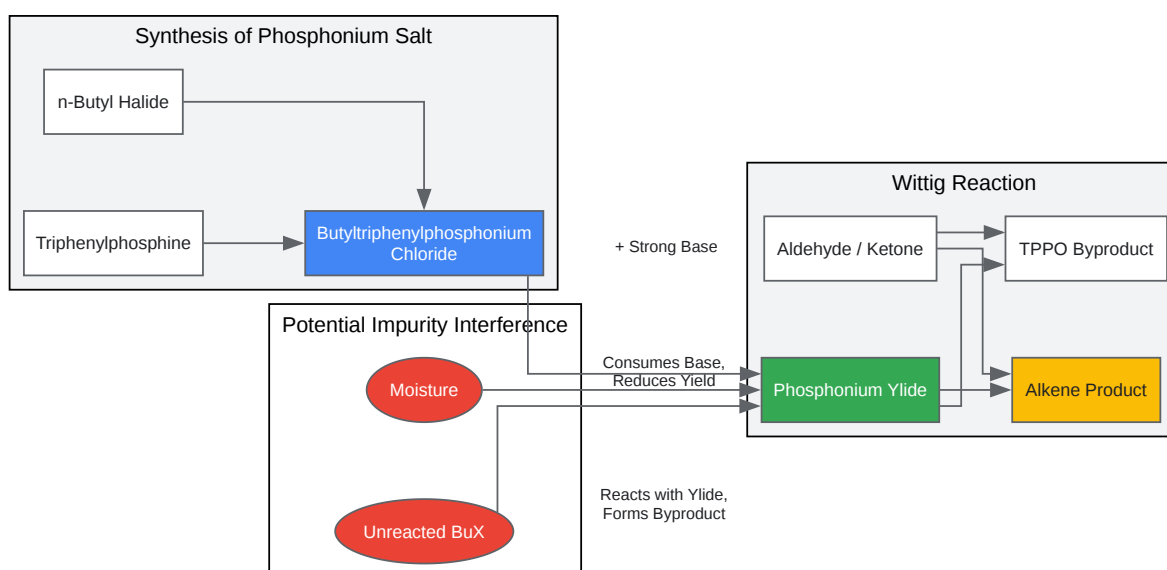 Synthesis of Phosphonium Salt
n-Butyl Halide
Triphenylphosphine
Butyltriphenylphosphonium
Chloride
Potential Impurity Interference
Moisture
Unreacted BuX
+ Strong Base
Consumes Base,
Reduces Yield
Reacts with Ylide,
Forms Byproduct
Wittig Reaction
Aldehyde / Ketone
TPPO Byproduct
Phosphonium Ylide
Alkene Product